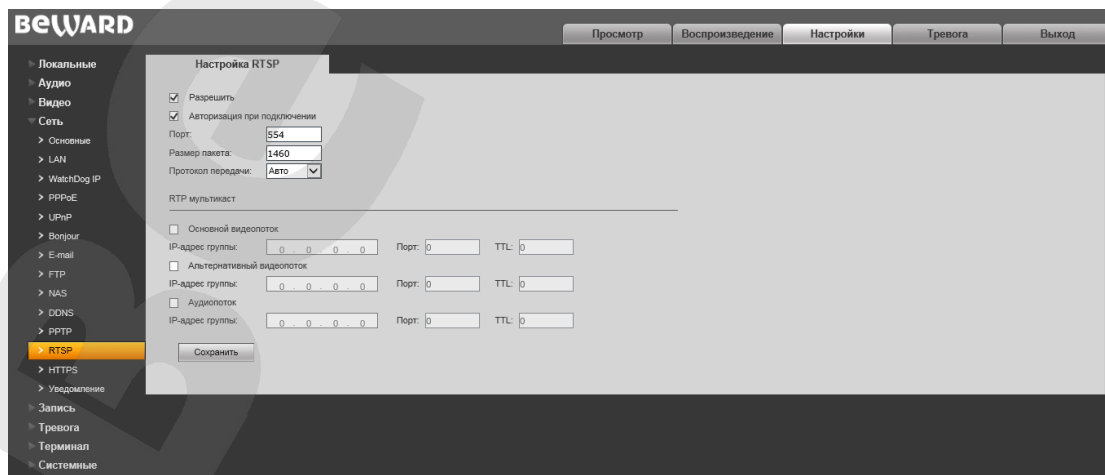 BEWARD
Просмотр
Воспроизведение
Настройки
Тревога
Выход
Локальные
Аудио
Видео
Сеть
Основные
LAN
WatchDog IP
PPPoE
UPnP
Bonjour
E-mail
FTP
NAS
DDNS
PPTP
RTSP
HTTPS
Уведомление
Запись
Тревога
Терминал
Системные
Настройка RTSP
Разрешить
Авторизация при подключении
Порт: 554
Размер пакета: 1460
Протокол передачи: Авто
RTP мультикаст
Основной видеопоток
IP-адрес группы: 0 . 0 . 0 . 0 Порт: 0 TTL: 0
Альтернативный видеопоток
IP-адрес группы: 0 . 0 . 0 . 0 Порт: 0 TTL: 0
Аудиопоток
IP-адрес группы: 0 . 0 . 0 . 0 Порт: 0 TTL: 0
Сохранить